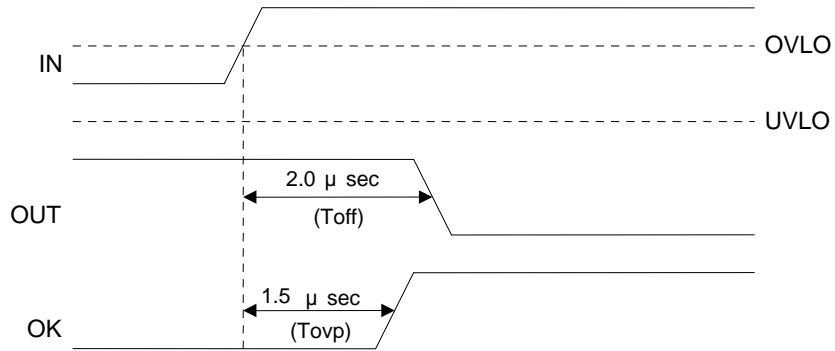 IN
OVLO
UVLO
OUT
2.0 μ sec
(Toff)
OK
1.5 μ sec
(Tovp)